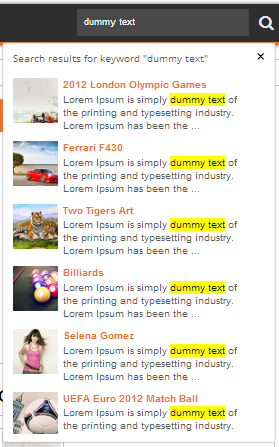 dummy text
Search results for keyword "dummy text"
2012 London Olympic Games
Lorem Ipsum is simply dummy text of
the printing and typesetting industry.
Lorem Ipsum has been the ...
Ferrari F430
Lorem Ipsum is simply dummy text of
the printing and typesetting industry.
Lorem Ipsum has been the ...
Two Tigers Art
Lorem Ipsum is simply dummy text of
the printing and typesetting industry.
Lorem Ipsum has been the ...
Billiards
Lorem Ipsum is simply dummy text of
the printing and typesetting industry.
Lorem Ipsum has been the ...
Selena Gomez
Lorem Ipsum is simply dummy text of
the printing and typesetting industry.
Lorem Ipsum has been the ...
UEFA Euro 2012 Match Ball
Lorem Ipsum is simply dummy text of
the printing and typesetting industry.
Lorem Ipsum has been the ...